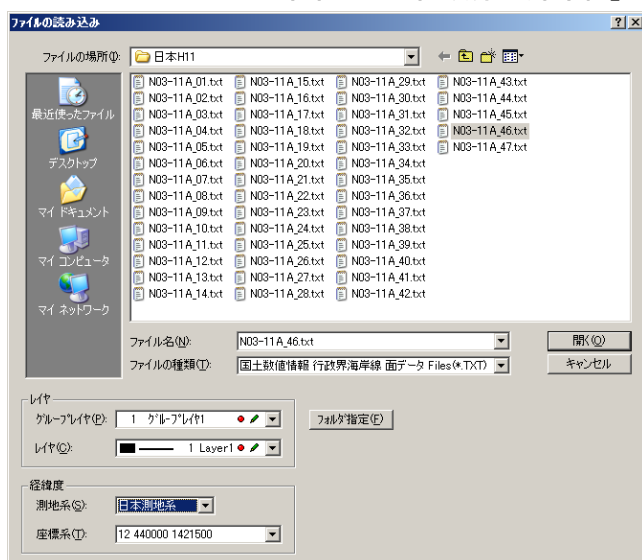 ファイルの読み込み
ファイルの場所(I):
日本H11
最近使ったファイル
デスクトップ
マイ ドキュメント
マイ コンピュータ
マイ ネットワーク
N03-11A_01.txt
N03-11A_02.txt
N03-11A_03.txt
N03-11A_04.txt
N03-11A_05.txt
N03-11A_06.txt
N03-11A_07.txt
N03-11A_08.txt
N03-11A_09.txt
N03-11A_10.txt
N03-11A_11.txt
N03-11A_12.txt
N03-11A_13.txt
N03-11A_14.txt
N03-11A_15.txt
N03-11A_16.txt
N03-11A_17.txt
N03-11A_18.txt
N03-11A_19.txt
N03-11A_20.txt
N03-11A_21.txt
N03-11A_22.txt
N03-11A_23.txt
N03-11A_24.txt
N03-11A_25.txt
N03-11A_26.txt
N03-11A_27.txt
N03-11A_28.txt
N03-11A_29.txt
N03-11A_30.txt
N03-11A_31.txt
N03-11A_32.txt
N03-11A_33.txt
N03-11A_34.txt
N03-11A_35.txt
N03-11A_36.txt
N03-11A_37.txt
N03-11A_38.txt
N03-11A_39.txt
N03-11A_40.txt
N03-11A_41.txt
N03-11A_42.txt
N03-11A_43.txt
N03-11A_44.txt
N03-11A_45.txt
N03-11A_46.txt
N03-11A_47.txt
ファイル名(N):
N03-11A_46.txt
開く(O)
ファイルの種類(T):
国土数値情報 行政界海岸線 面データ Files(*.TXT)
キャンセル
レイヤ
グループレイヤ(P):
1 グループレイヤ1
フォルダ指定(F)
レイヤ(C):
1 Layer1
経緯度
測地系(S):
日本測地系
座標系(T):
12 440000 1421500